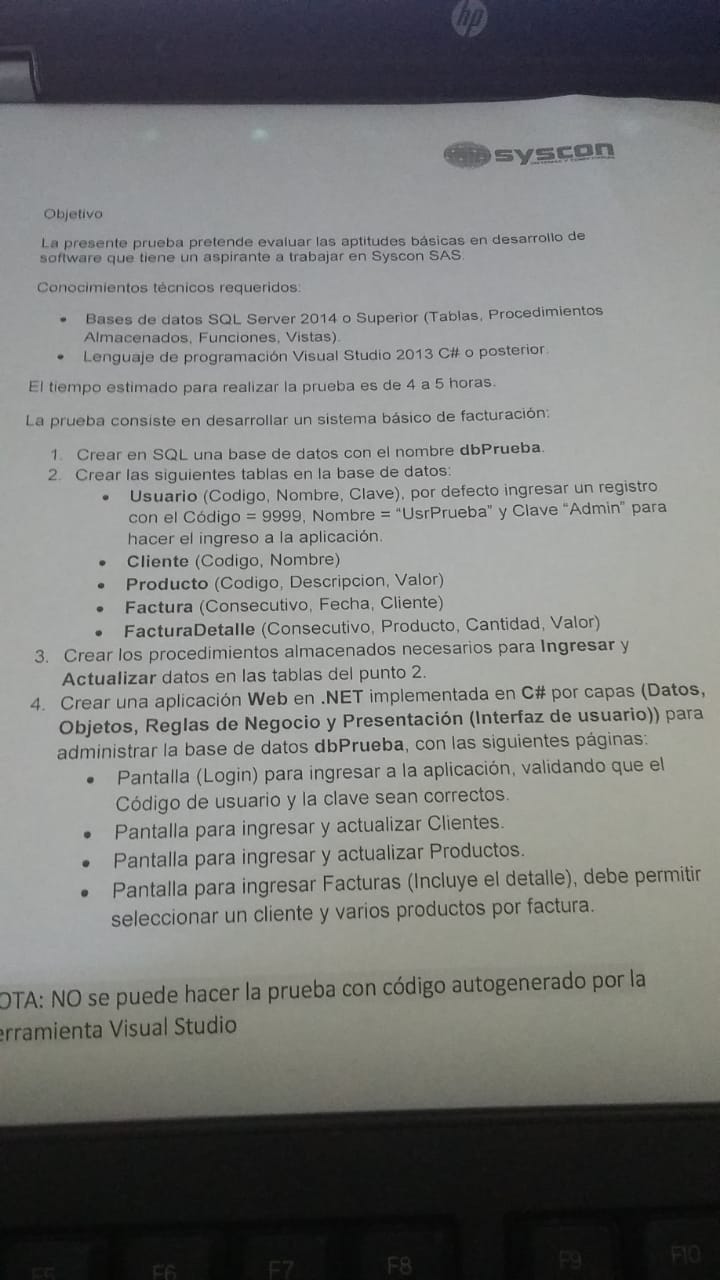 hp
syscon
Objetivo
La presente prueba pretende evaluar las aptitudes básicas en desarrollo de
software que tiene un aspirante a trabajar en Syscon SAS.
Conocimientos técnicos requeridos:
• Bases de datos SQL Server 2014 o Superior (Tablas, Procedimientos
Almacenados, Funciones, Vistas).
• Lenguaje de programación Visual Studio 2013 C# o posterior.
El tiempo estimado para realizar la prueba es de 4 a 5 horas.
La prueba consiste en desarrollar un sistema básico de facturación:
1. Crear en SQL una base de datos con el nombre dbPrueba.
2. Crear las siguientes tablas en la base de datos:
• Usuario (Codigo, Nombre, Clave), por defecto ingresar un registro
con el Código = 9999, Nombre = “UsrPrueba” y Clave “Admin” para
hacer el ingreso a la aplicación.
• Cliente (Codigo, Nombre)
• Producto (Codigo, Descripcion, Valor)
• Factura (Consecutivo, Fecha, Cliente)
• FacturaDetalle (Consecutivo, Producto, Cantidad, Valor)
3. Crear los procedimientos almacenados necesarios para Ingresar y
Actualizar datos en las tablas del punto 2.
4. Crear una aplicación Web en .NET implementada en C# por capas (Datos,
Objetos, Reglas de Negocio y Presentación (Interfaz de usuario)) para
administrar la base de datos dbPrueba, con las siguientes páginas:
• Pantalla (Login) para ingresar a la aplicación, validando que el
Código de usuario y la clave sean correctos.
• Pantalla para ingresar y actualizar Clientes.
• Pantalla para ingresar y actualizar Productos.
• Pantalla para ingresar Facturas (Incluye el detalle), debe permitir
seleccionar un cliente y varios productos por factura.
OTA: NO se puede hacer la prueba con código autogenerado por la
erramienta Visual Studio
F5 F6 F7 F8 F9 F10